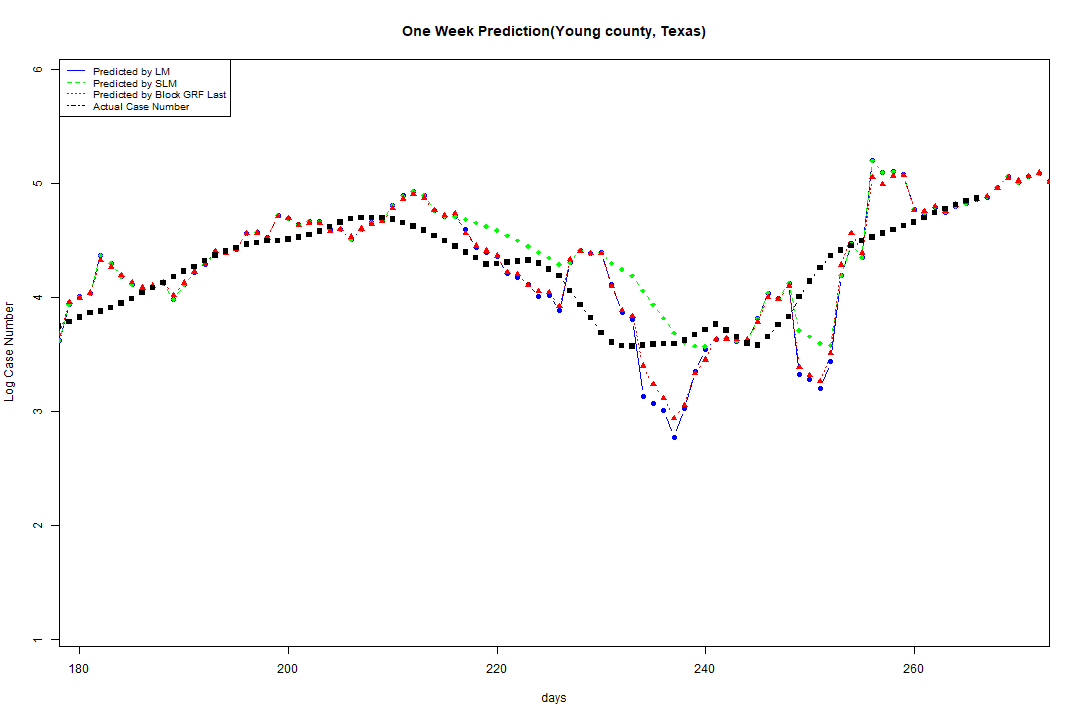 One Week Prediction(Young county, Texas)
Predicted by LM
Predicted by SLM
Predicted by Block GRF Last
Actual Case Number
6
5
4
3
2
1
Log Case Number
180 200 220 240 260
days